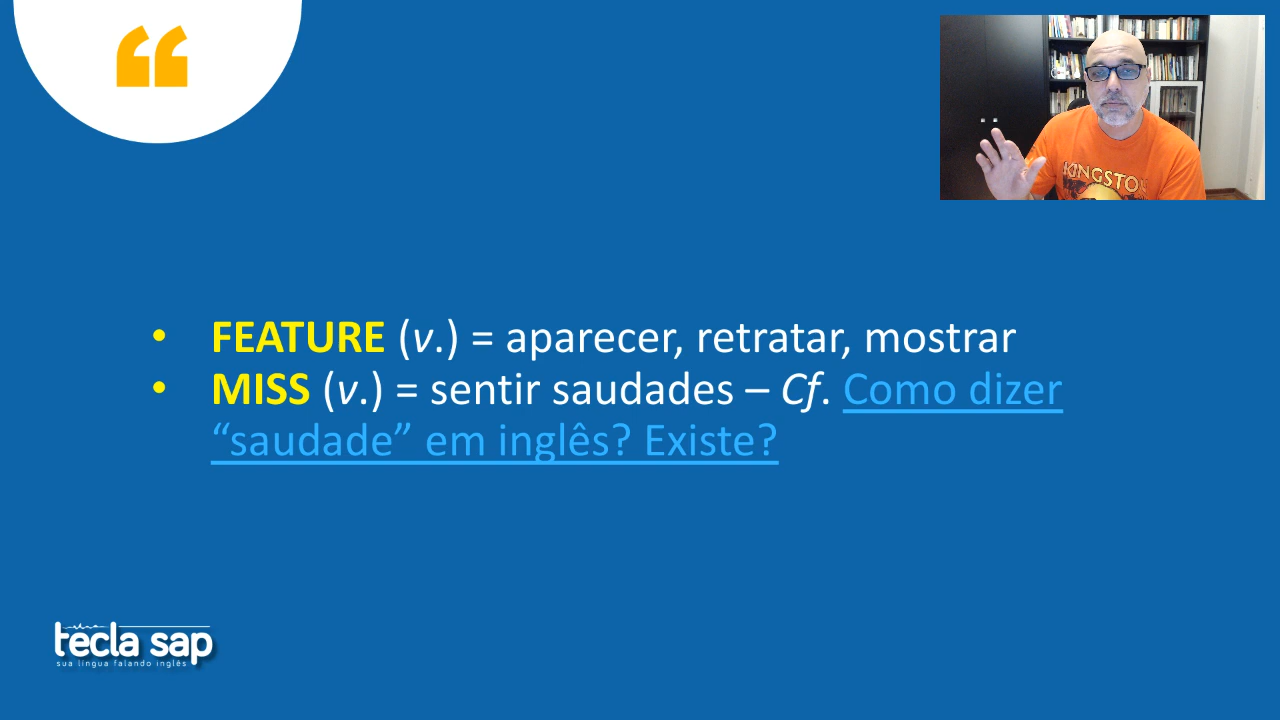 “
KINGSTON
• FEATURE (v.) = aparecer, retratar, mostrar
• MISS (v.) = sentir saudades – Cf. Como dizer
“saudade” em inglês? Existe?
tecla sap
sua língua falando inglês